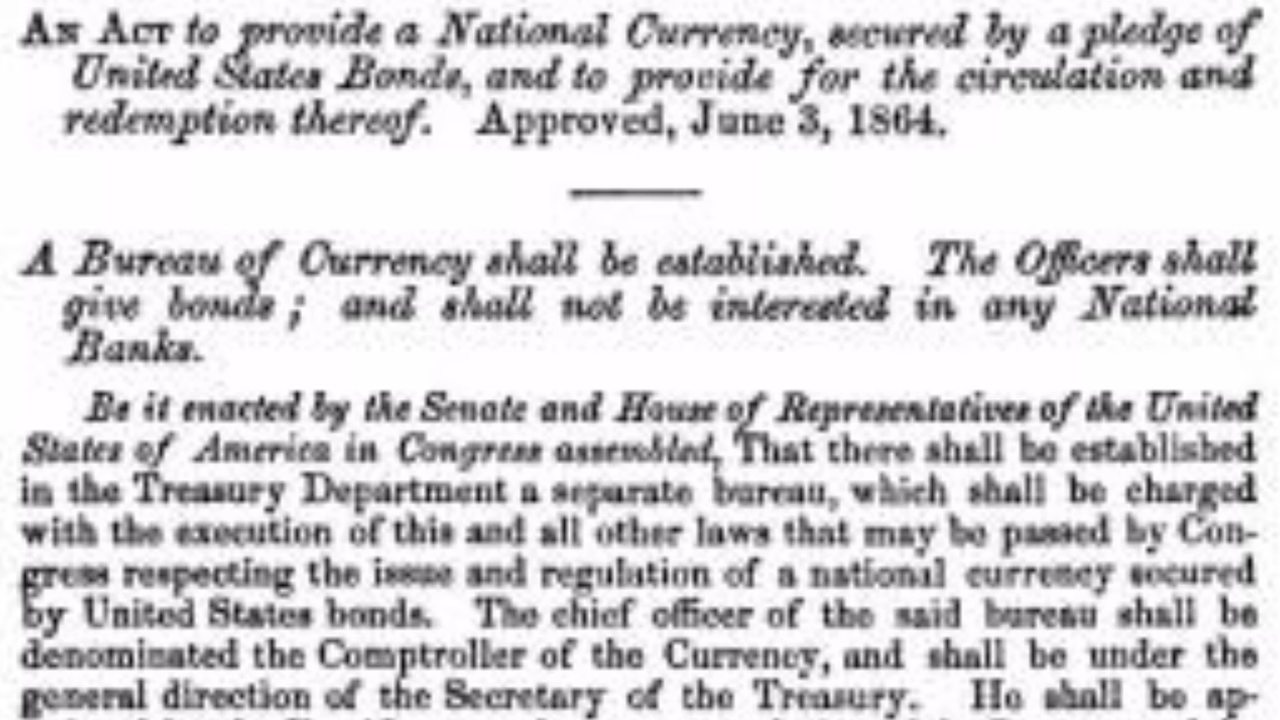 An Act to provide a National Currency, secured by a pledge of
United States Bonds, and to provide for the circulation and
redemption thereof. Approved, June 3, 1864.
A Bureau of Currency shall be established. The Officers shall
give bonds; and shall not be interested in any National
Banks.
Be it enacted by the Senate and House of Representatives of the United
States of America in Congress assembled, That there shall be established
in the Treasury Department a separate bureau, which shall be charged
with the execution of this and all other laws that may be passed by Con-
gress respecting the issue and regulation of a national currency secured
by United States bonds. The chief officer of the said bureau shall be
denominated the Comptroller of the Currency, and shall be under the
general direction of the Secretary of the Treasury. He shall be ap-